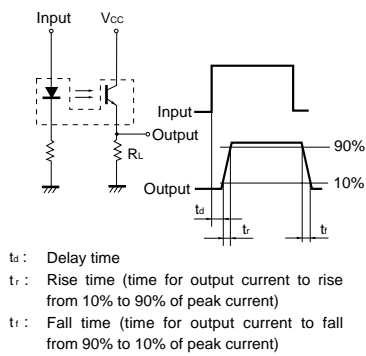 Input
Vcc
Output
RL
Input
90%
10%
Output
td
tr
tf
td : Delay time
tr : Rise time (time for output current to rise
from 10% to 90% of peak current)
tf : Fall time (time for output current to fall
from 90% to 10% of peak current)